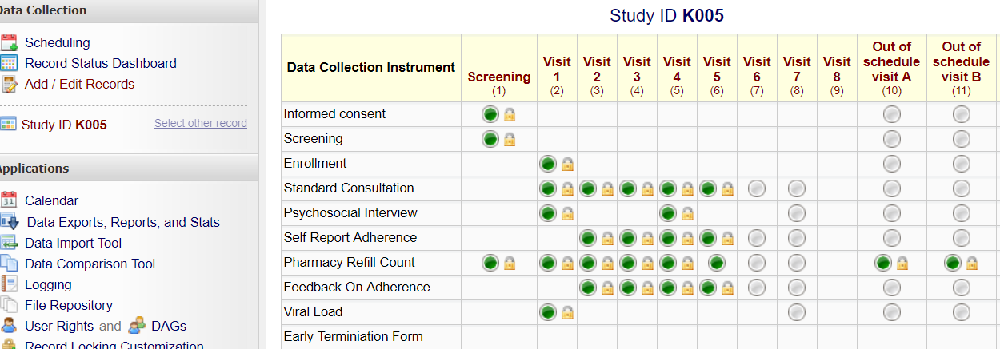 Data Collection
Scheduling
Record Status Dashboard
Add / Edit Records
Study ID K005
Select other record
Applications
31
Calendar
Data Exports, Reports, and Stats
Data Import Tool
Data Comparison Tool
Logging
File Repository
User Rights and DAGs
Record Locking Customization
Study ID K005
Data Collection Instrument
Screening
(1)
Visit
1
(2)
Visit
2
(3)
Visit
3
(4)
Visit
4
(5)
Visit
5
(6)
Visit
6
(7)
Visit
7
(8)
Visit
8
(9)
Out of
schedule
visit A
(10)
Out of
schedule
visit B
(11)
Informed consent
Screening
Enrollment
Standard Consultation
Psychosocial Interview
Self Report Adherence
Pharmacy Refill Count
Feedback On Adherence
Viral Load
Early Terminiation Form